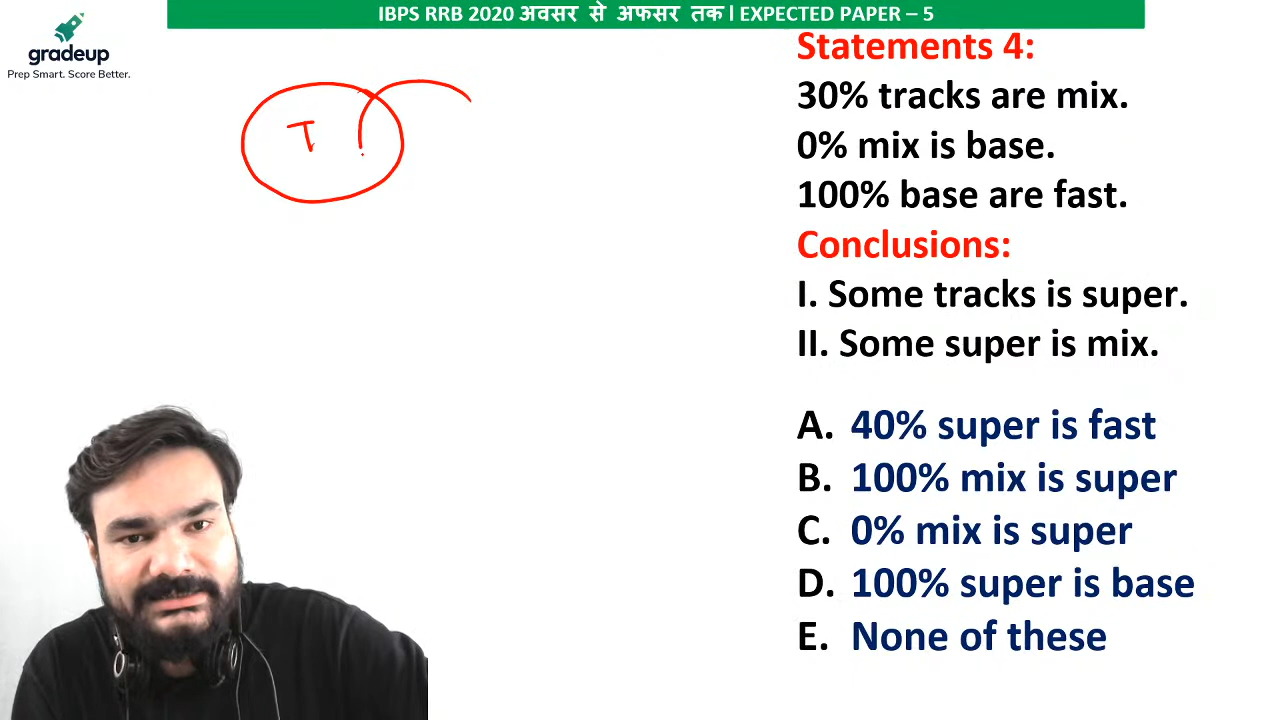 IBPS RRB 2020 अवसर से अफसर तक। EXPECTED PAPER – 5
gradeup
Prep Smart. Score Better.
T
Statements 4:
30% tracks are mix.
0% mix is base.
100% base are fast.
Conclusions:
I. Some tracks is super.
II. Some super is mix.
A. 40% super is fast
B. 100% mix is super
C. 0% mix is super
D. 100% super is base
E. None of these